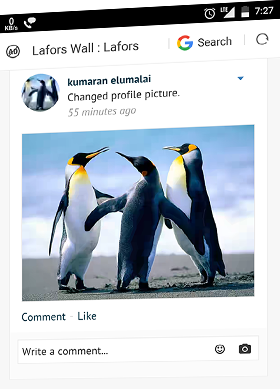 0
KB/s
LTE
7:27
Lafors Wall : Lafors
G Search
kumaran elumalai
Changed profile picture.
55 minutes ago
Comment · Like
Write a comment...